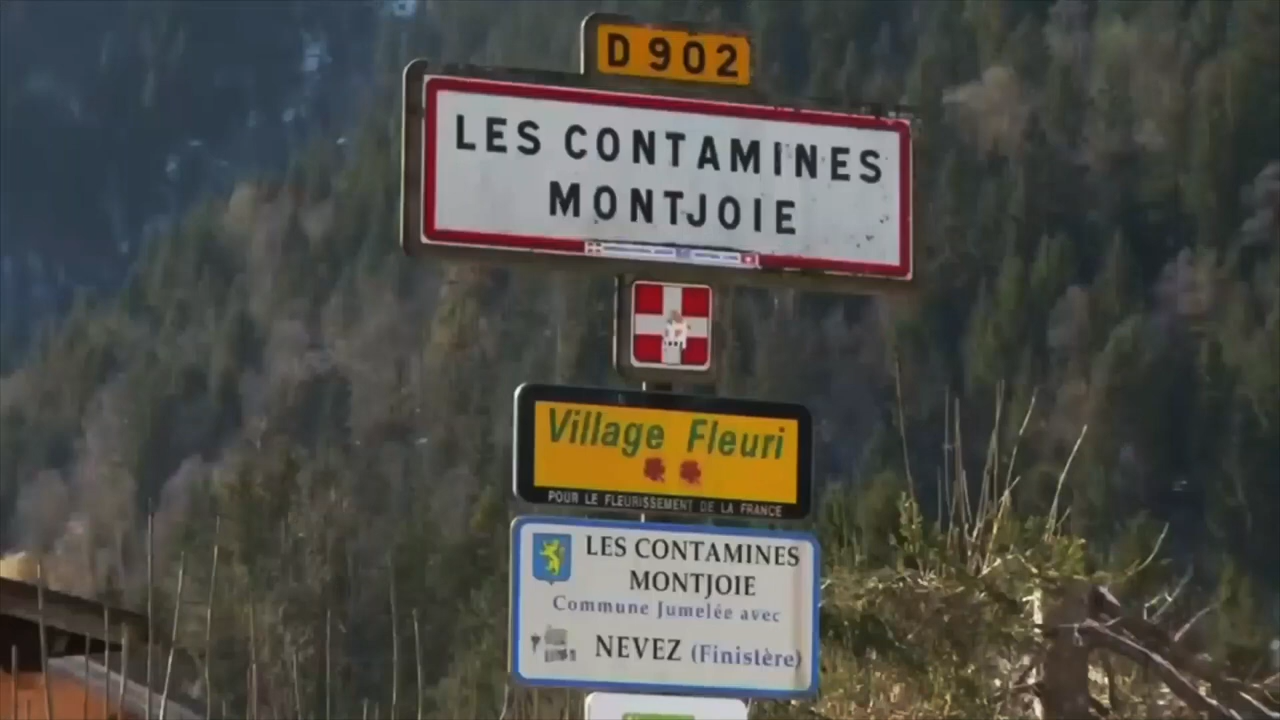 D 902
LES CONTAMINES
MONTJOIE
Village Fleuri
POUR LE FLEURISSEMENT DE LA FRANCE
LES CONTAMINES
MONTJOIE
Commune Jumelée avec
NEVEZ (Finistère)